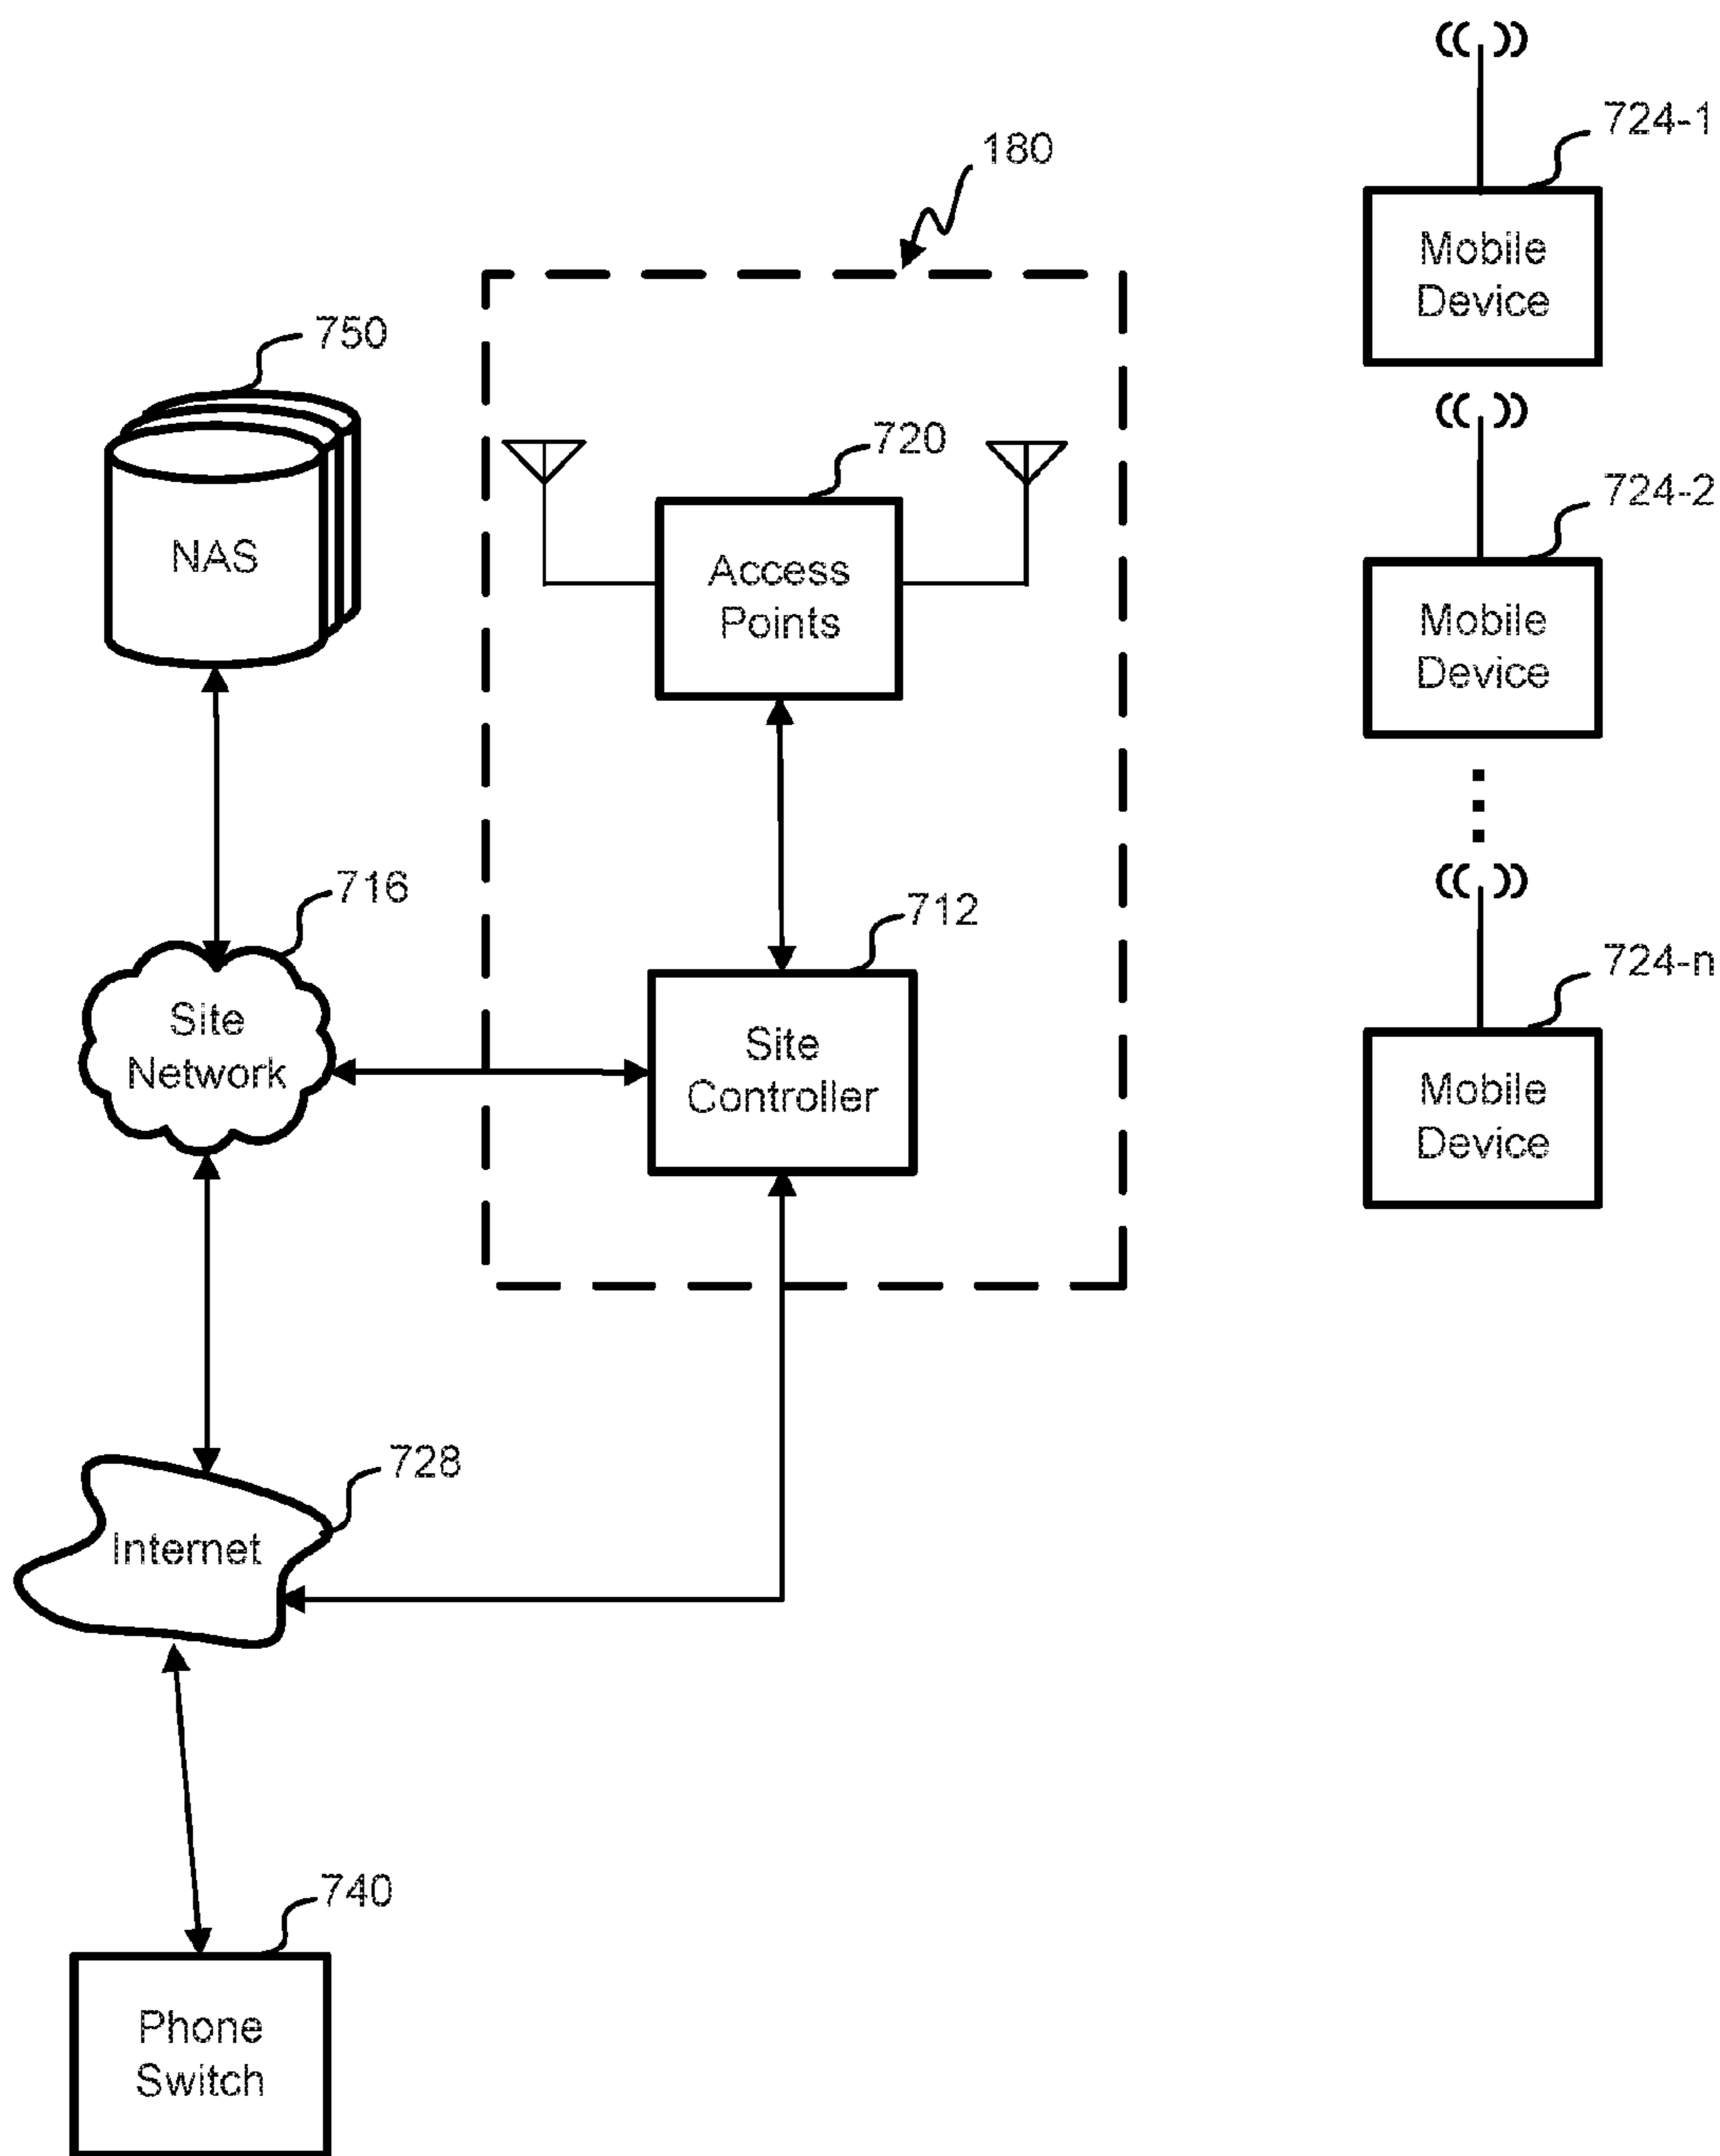 724-1
180
Mobile
Device
750
720
724-2
NAS
Access
Points
Mobile
Device
716
712
724-n
Site
Network
Site
Controller
Mobile
Device
728
Internet
740
Phone
Switch